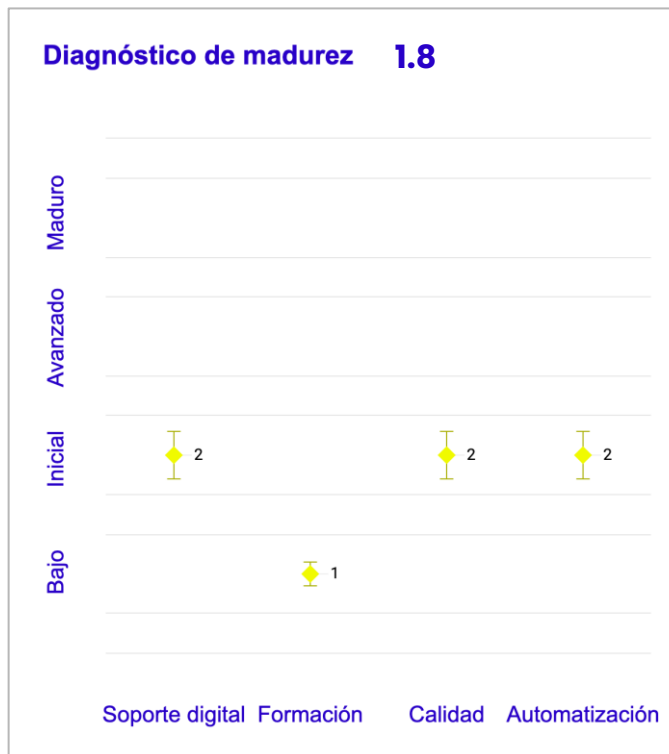 Diagnóstico de madurez 1.8
Maduro
Avanzado
Inicial
Bajo
2
2
2
1
Soporte digital Formación Calidad Automatización